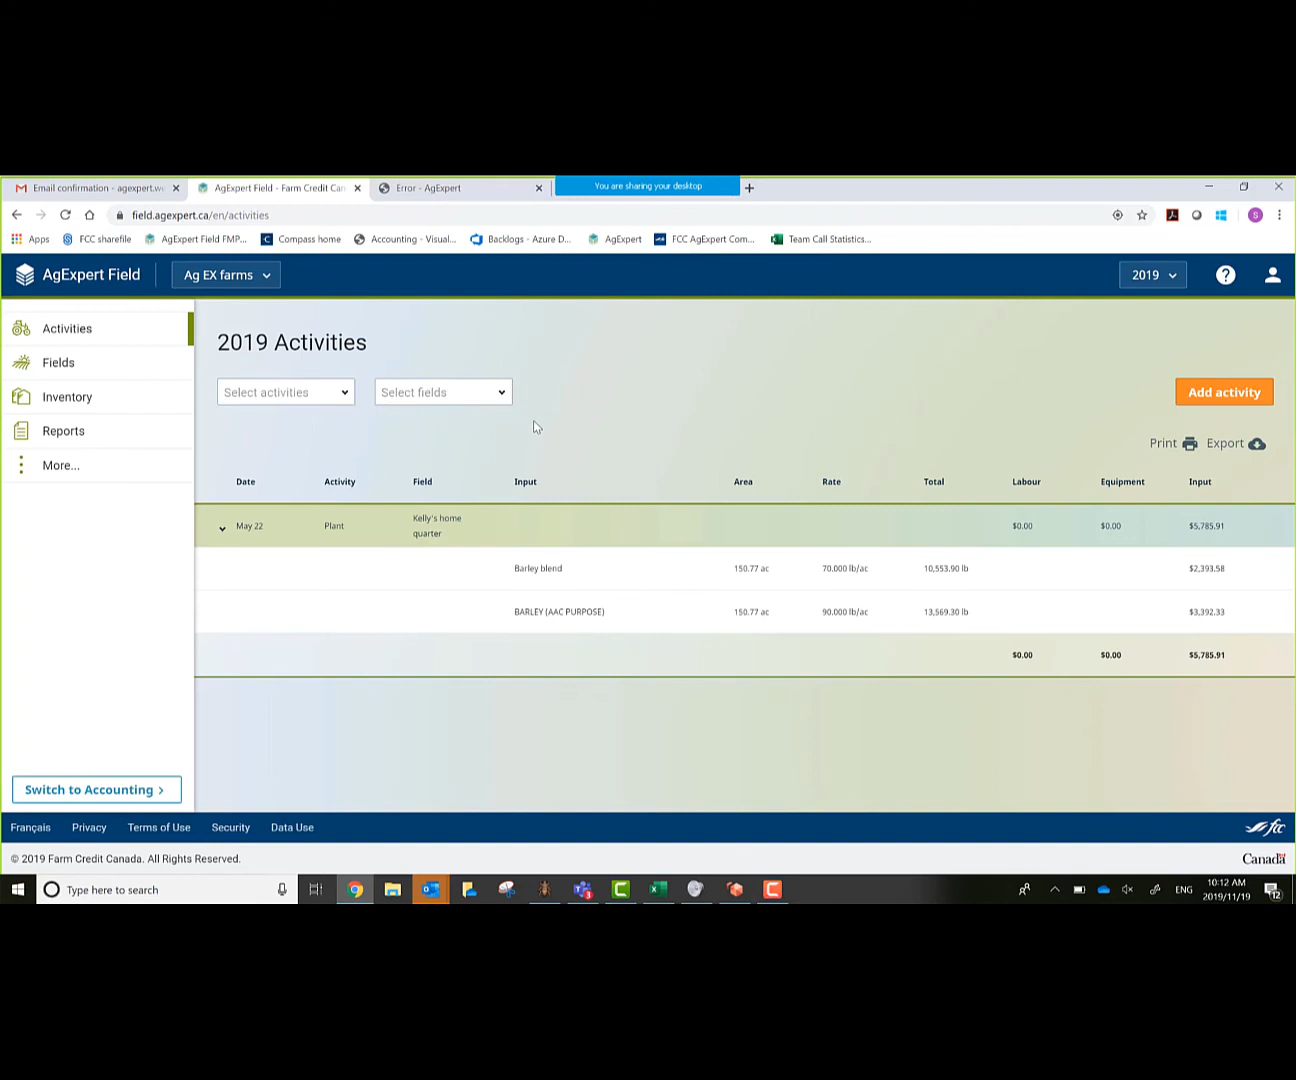 Email confirmation - agexpert.w
AgExpert Field - Farm Credit Can
Error - AgExpert
You are sharing your desktop
field.agexpert.ca/en/activities
Apps
FCC sharefile
AgExpert Field FMP...
Compass home
Accounting - Visual...
Backlogs - Azure D...
AgExpert
FCC AgExpert Com...
Team Call Statistics...
AgExpert Field
Ag EX farms
2019
Activities
Fields
Inventory
Reports
More...
2019 Activities
Select activities
Select fields
Add activity
Print
Export
Date Activity Field Input Area Rate Total Labour Equipment Input
May 22 Plant Kelly's home $0.00 $0.00 $5,785.91
quarter
Barley blend 150.77 ac 70.000 lb/ac 10,553.90 lb $2,393.58
BARLEY (AAC PURPOSE) 150.77 ac 90.000 lb/ac 13,569.30 lb $3,392.33
$0.00 $0.00 $5,785.91
Switch to Accounting >
Français Privacy Terms of Use Security Data Use
fcc
© 2019 Farm Credit Canada. All Rights Reserved.
Canada
Type here to search
ENG
10:12 AM
2019/11/19
12